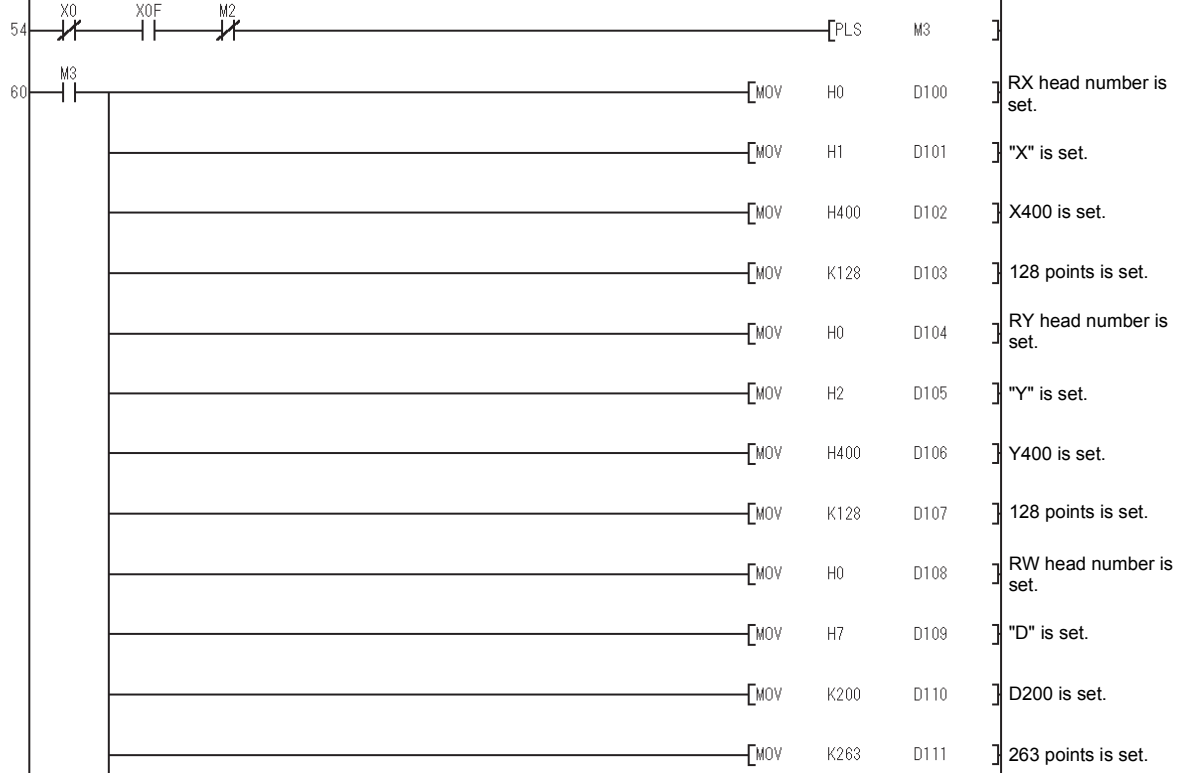 X0 X0F M2
54 [PLS M3 ]
M3
60 [MOV H0 D100 ] RX head number is
set.
[MOV H1 D101 ] "X" is set.
[MOV H400 D102 ] X400 is set.
[MOV K128 D103 ] 128 points is set.
[MOV H0 D104 ] RY head number is
set.
[MOV H2 D105 ] "Y" is set.
[MOV H400 D106 ] Y400 is set.
[MOV K128 D107 ] 128 points is set.
[MOV H0 D108 ] RW head number is
set.
[MOV H7 D109 ] "D" is set.
[MOV K200 D110 ] D200 is set.
[MOV K263 D111 ] 263 points is set.